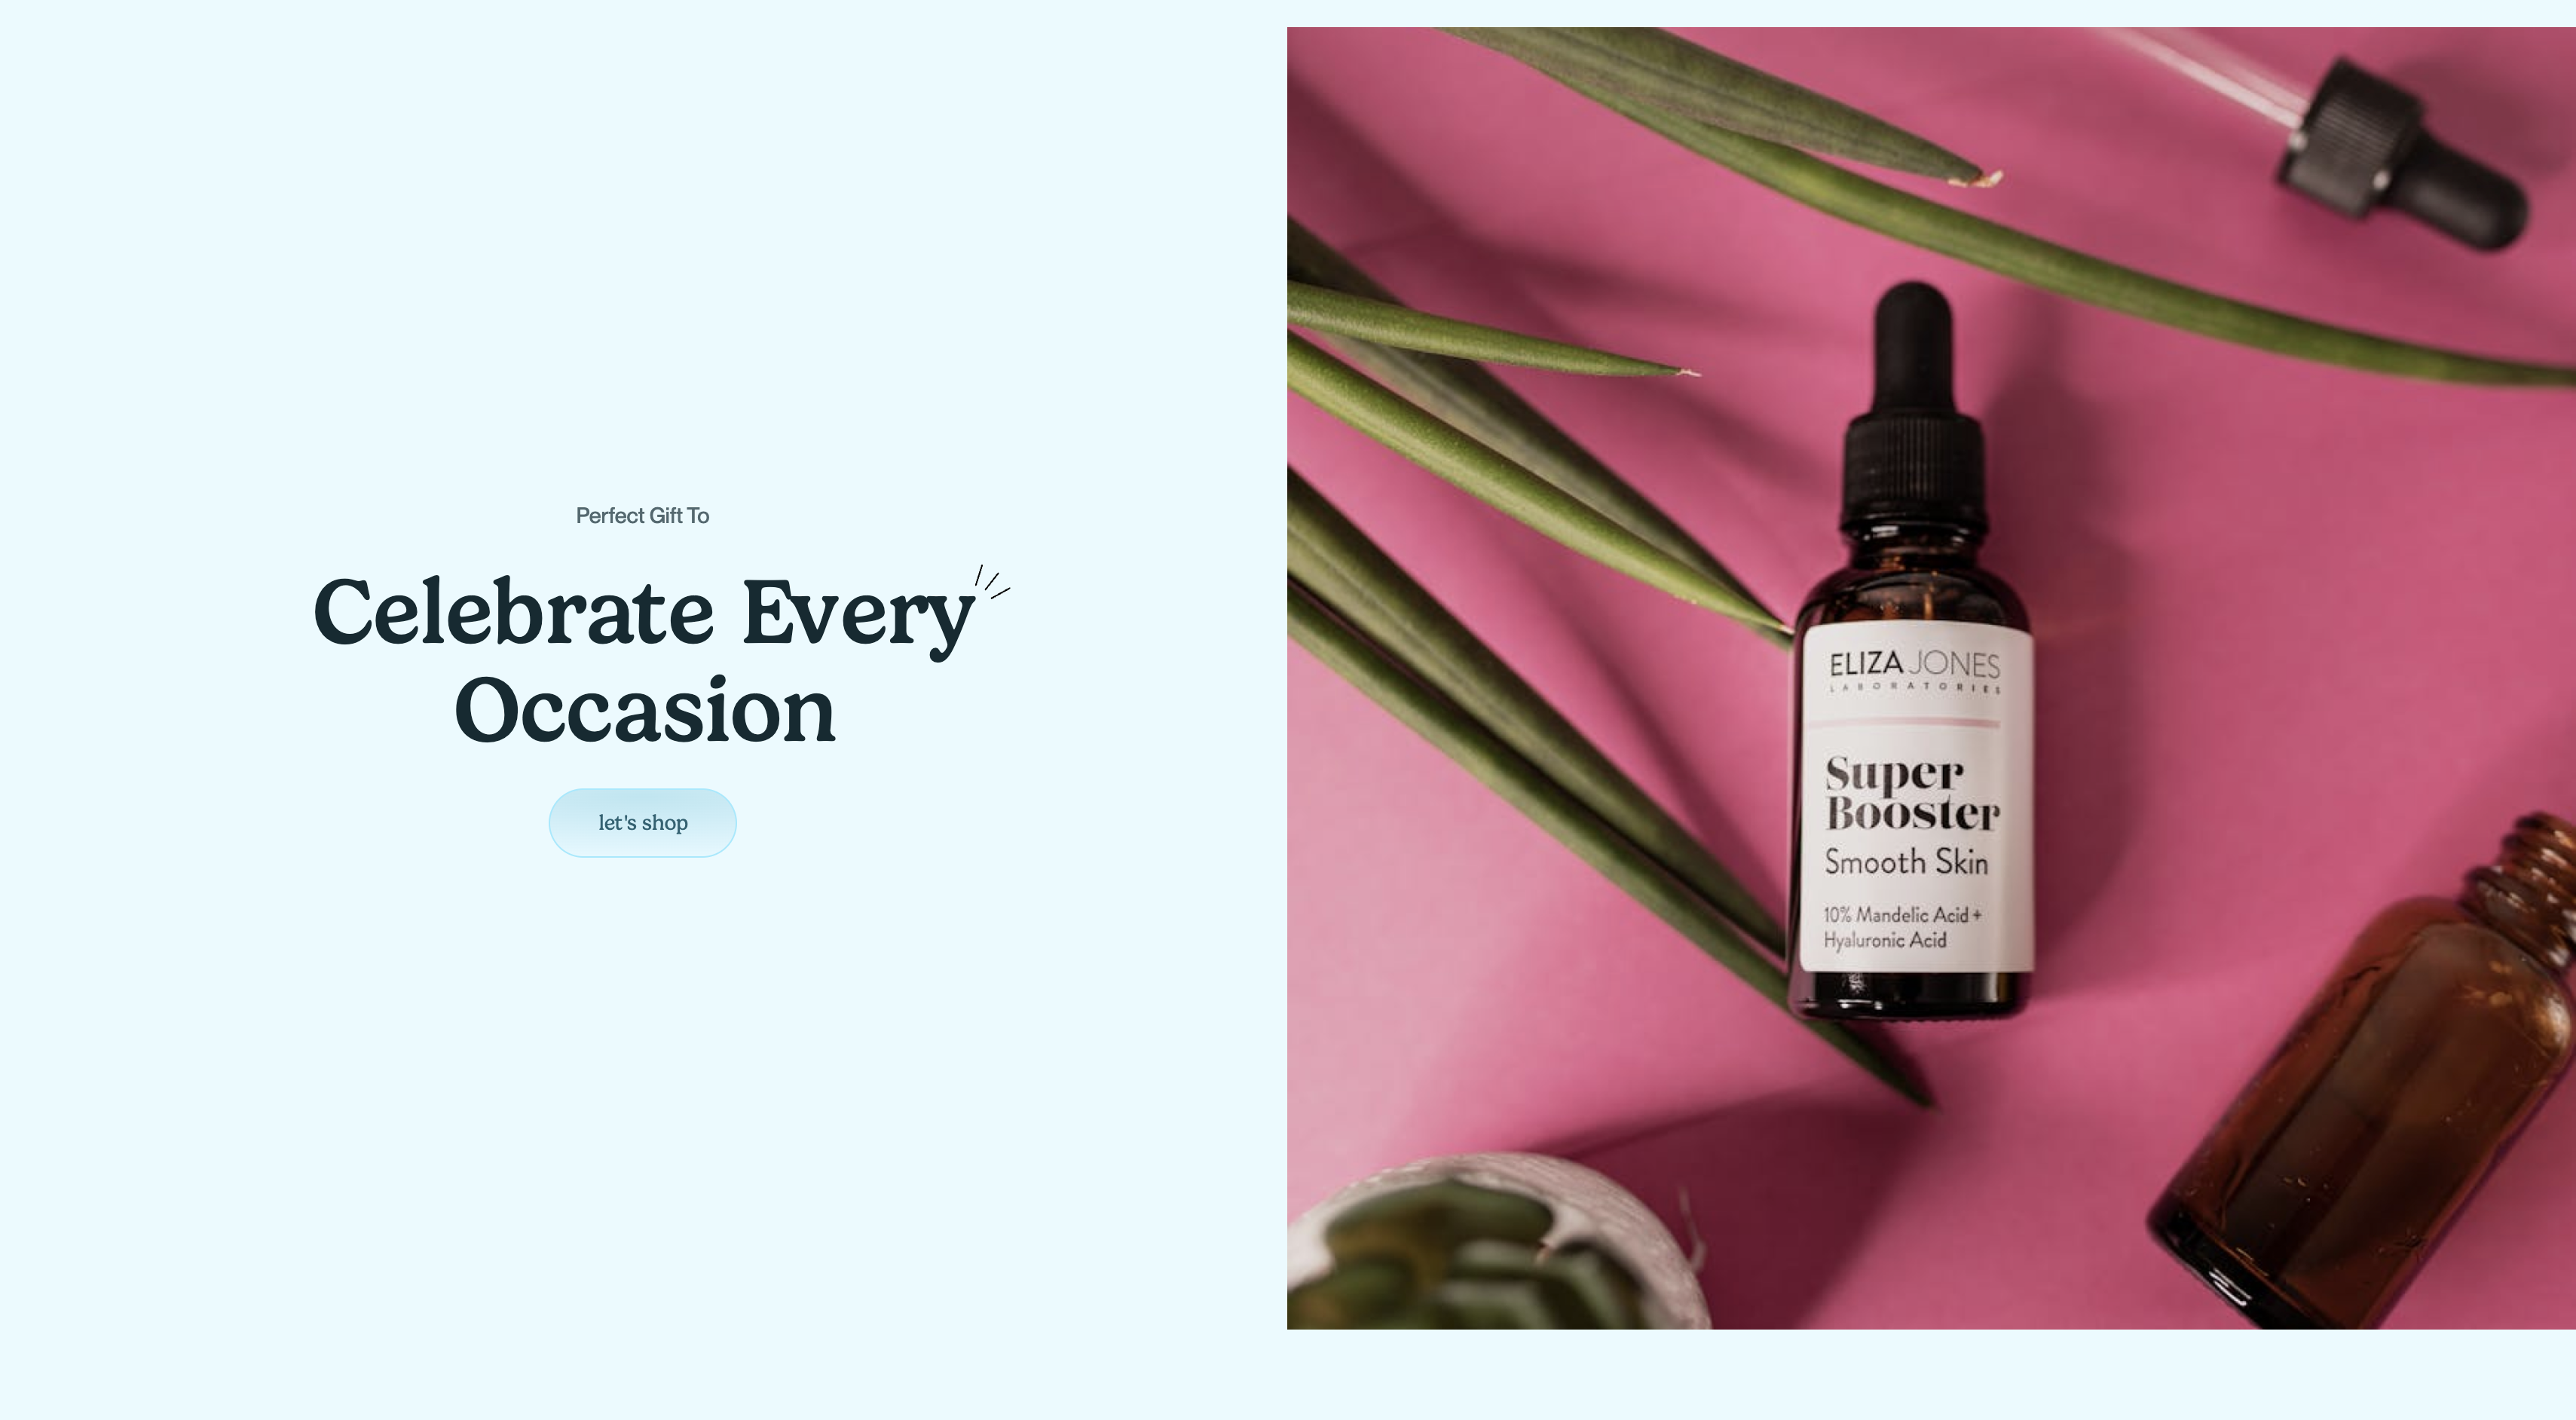 Perfect Gift To
Celebrate Every
Occasion
let's shop
ELIZA JONES
LABORATORIES
Super
Booster
Smooth Skin
10% Mandelic Acid +
Hyaluronic Acid